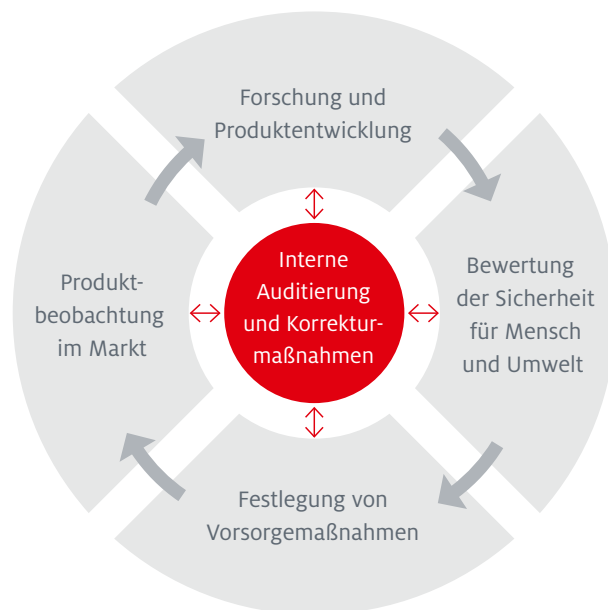 Forschung und
Produktentwicklung
Interne
Auditierung
und Korrektur-
maßnahmen
Bewertung
der Sicherheit
für Mensch
und Umwelt
Produkt-
beobachtung
im Markt
Festlegung von
Vorsorgemaßnahmen